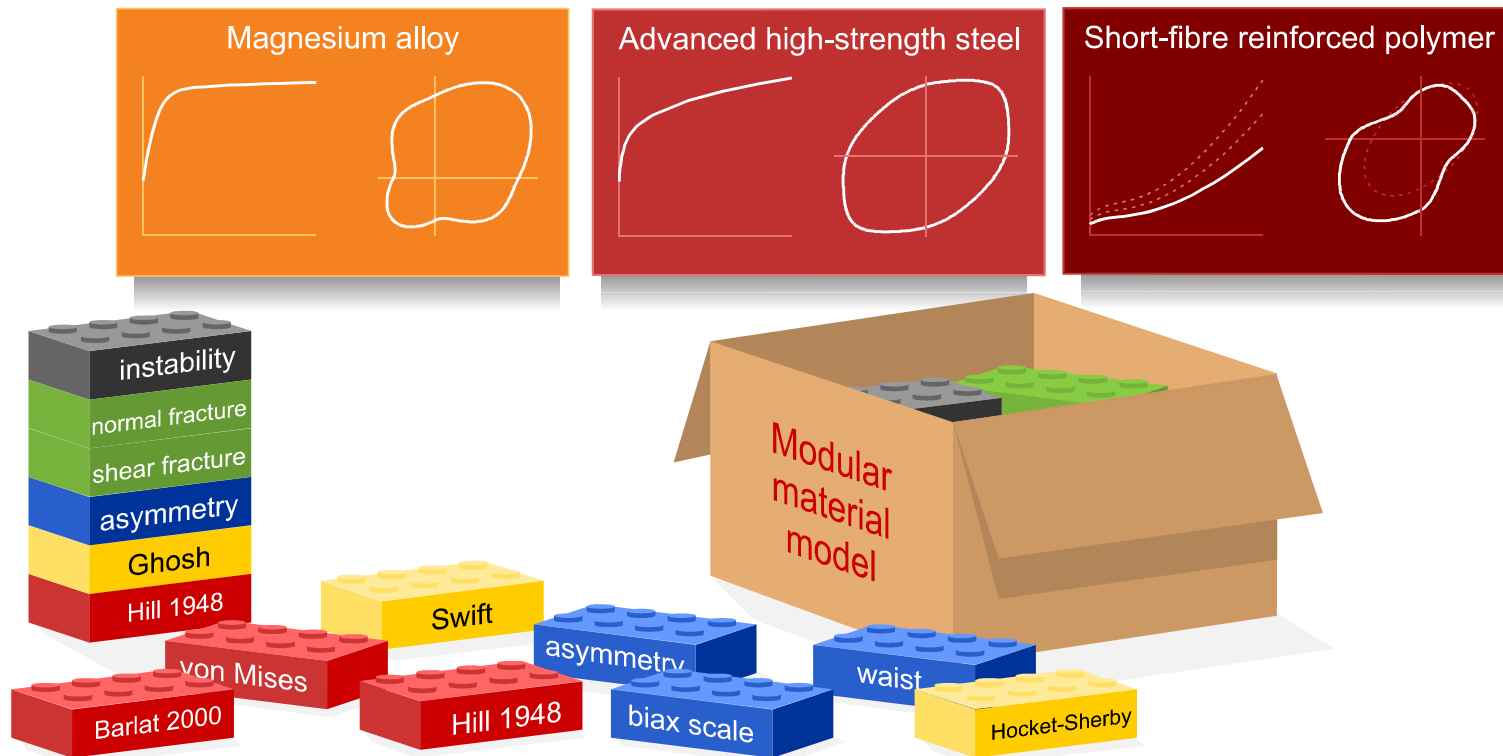 Magnesium alloy
Advanced high-strength steel
Short-fibre reinforced polymer
instability
normal fracture
shear fracture
asymmetry
Ghosh
Hill 1948
Modular
material
model
Swift
von Mises
asymmetry
waist
Barlat 2000
Hill 1948
biax scale
Hocket-Sherby